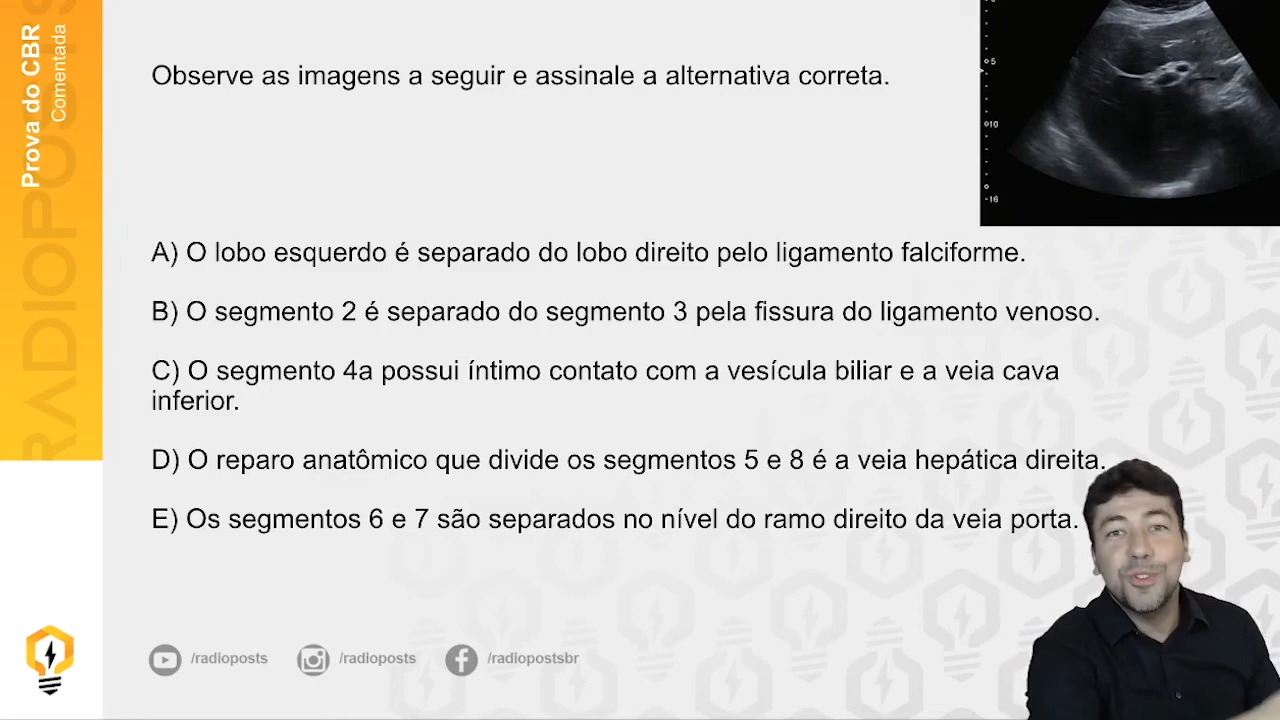 Prova do CBR
Comentada
RADIOPOSTS
Observe as imagens a seguir e assinale a alternativa correta.
5
10
16
A) O lobo esquerdo é separado do lobo direito pelo ligamento falciforme.
B) O segmento 2 é separado do segmento 3 pela fissura do ligamento venoso.
C) O segmento 4a possui íntimo contato com a vesícula biliar e a veia cava
inferior.
D) O reparo anatômico que divide os segmentos 5 e 8 é a veia hepática direita.
E) Os segmentos 6 e 7 são separados no nível do ramo direito da veia porta.
/radioposts
/radioposts
/radiopostsbr